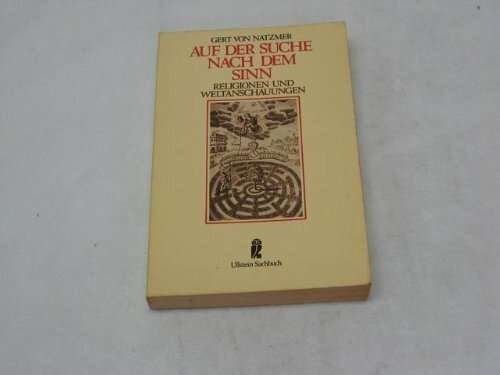 GERT VON NATZMER
AUF DER SUCHE
NACH DEM
SINN
RELIGIONEN UND
WELTANSCHAUUNGEN
Ullstein Sachbuch